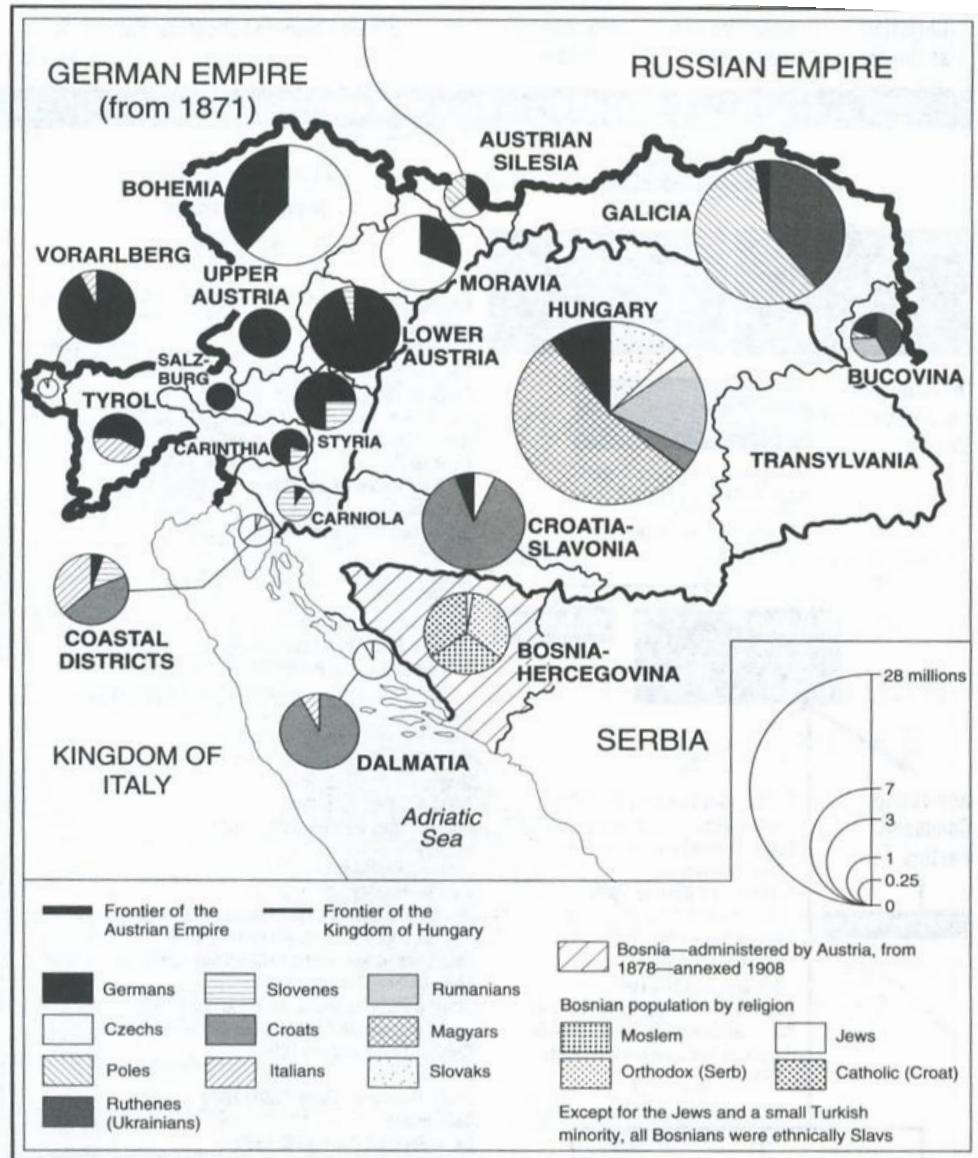 GERMAN EMPIRE
(from 1871)
RUSSIAN EMPIRE
AUSTRIAN
SILESIA
BOHEMIA
GALICIA
VORARLBERG
UPPER
AUSTRIA
MORAVIA
HUNGARY
LOWER
AUSTRIA
SALZ-
BURG
BUCOVINA
TYROL
CARINTHIA
STYRIA
TRANSYLVANIA
CARNIOLA
CROATIA-
SLAVONIA
COASTAL
DISTRICTS
BOSNIA-
HERCEGOVINA
28 millions
7
3
1
0.25
0
KINGDOM OF
ITALY
DALMATIA
SERBIA
Adriatic
Sea
Frontier of the
Austrian Empire
Frontier of the
Kingdom of Hungary
Bosnia—administered by Austria, from
1878—annexed 1908
Germans
Slovenes
Rumanians
Czechs
Croats
Magyars
Poles
Italians
Slovaks
Ruthenes
(Ukrainians)
Bosnian population by religion
Moslem
Jews
Orthodox (Serb)
Catholic (Croat)
Except for the Jews and a small Turkish
minority, all Bosnians were ethnically Slavs